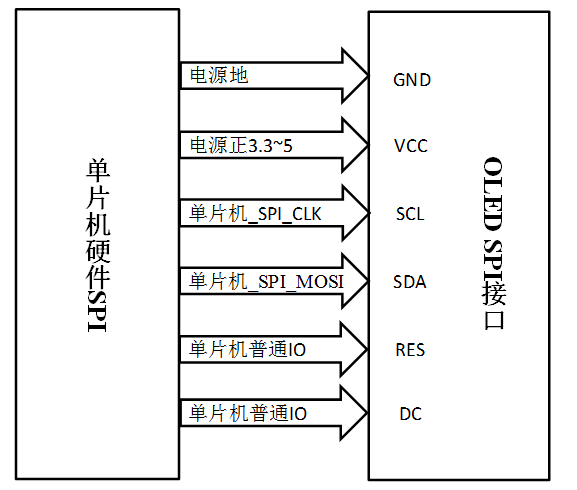 单片机硬件SPI
电源地
GND
电源正3.3~5
VCC
单片机_SPI_CLK
SCL
单片机_SPI_MOSI
SDA
单片机普通IO
RES
单片机普通IO
DC
OLED SPI接口